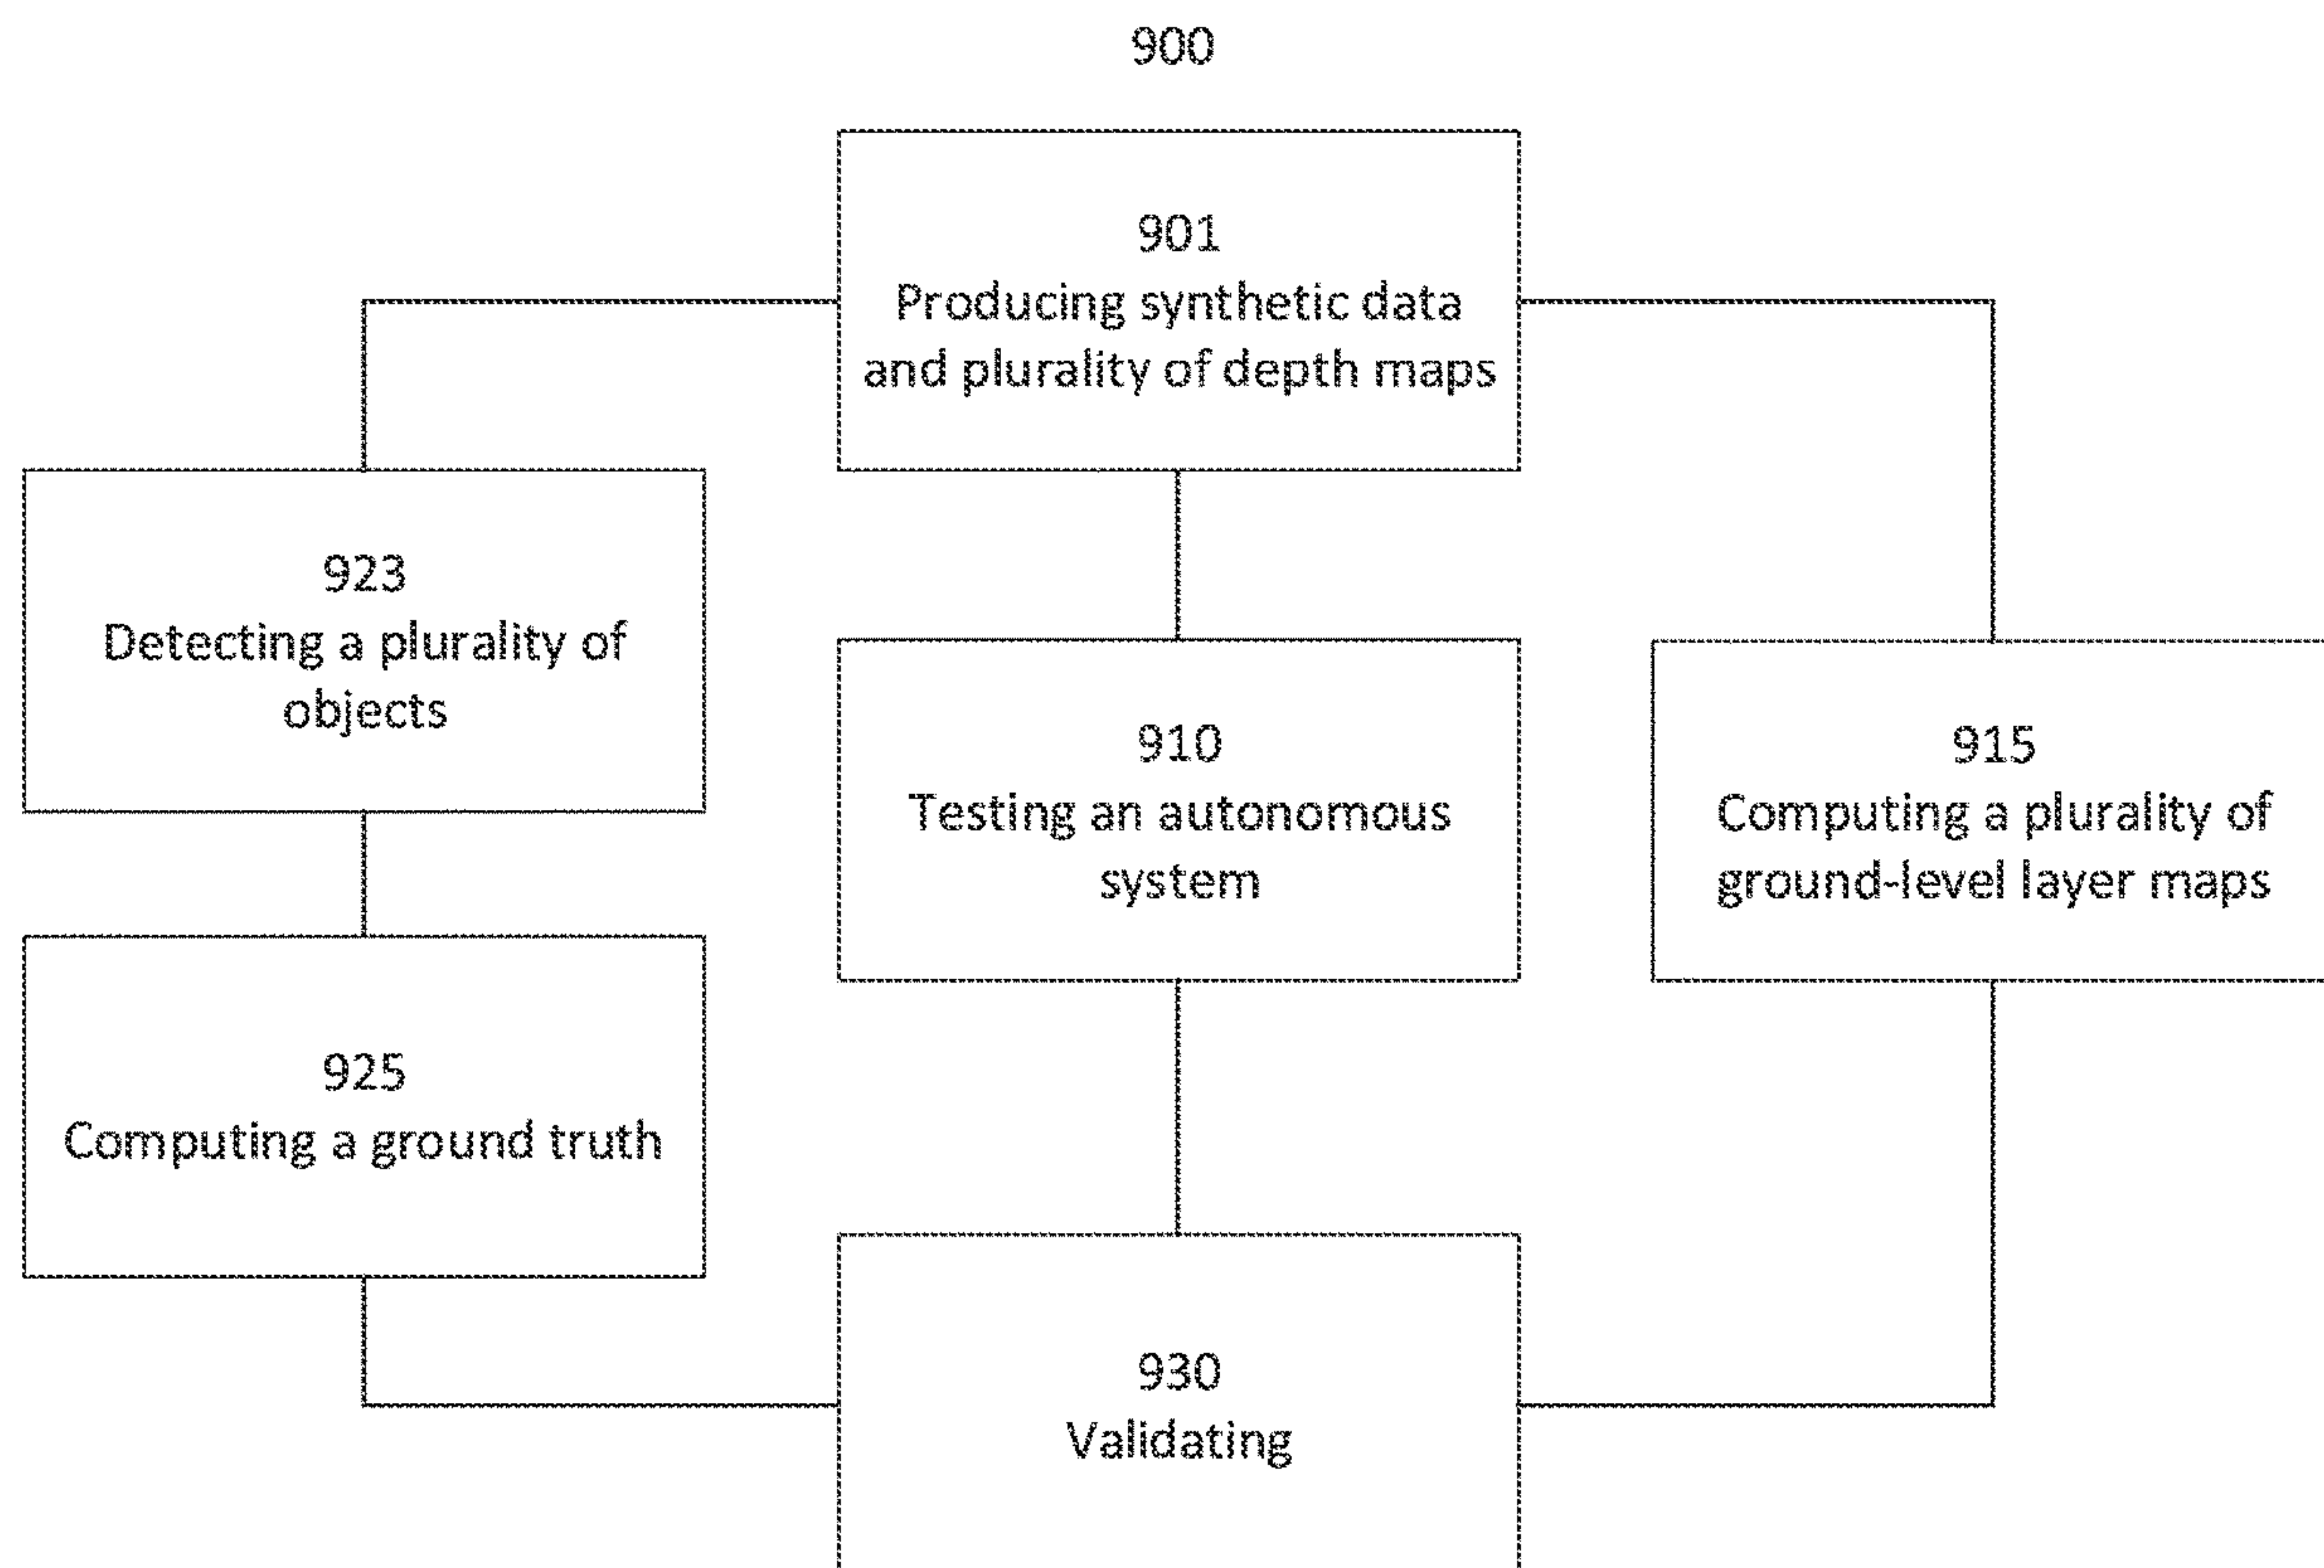 900
901
Producing synthetic data
and plurality of depth maps
923
Detecting a plurality of
objects
910
Testing an autonomous
system
915
Computing a plurality of
ground-level layer maps
925
Computing a ground truth
930
Validating